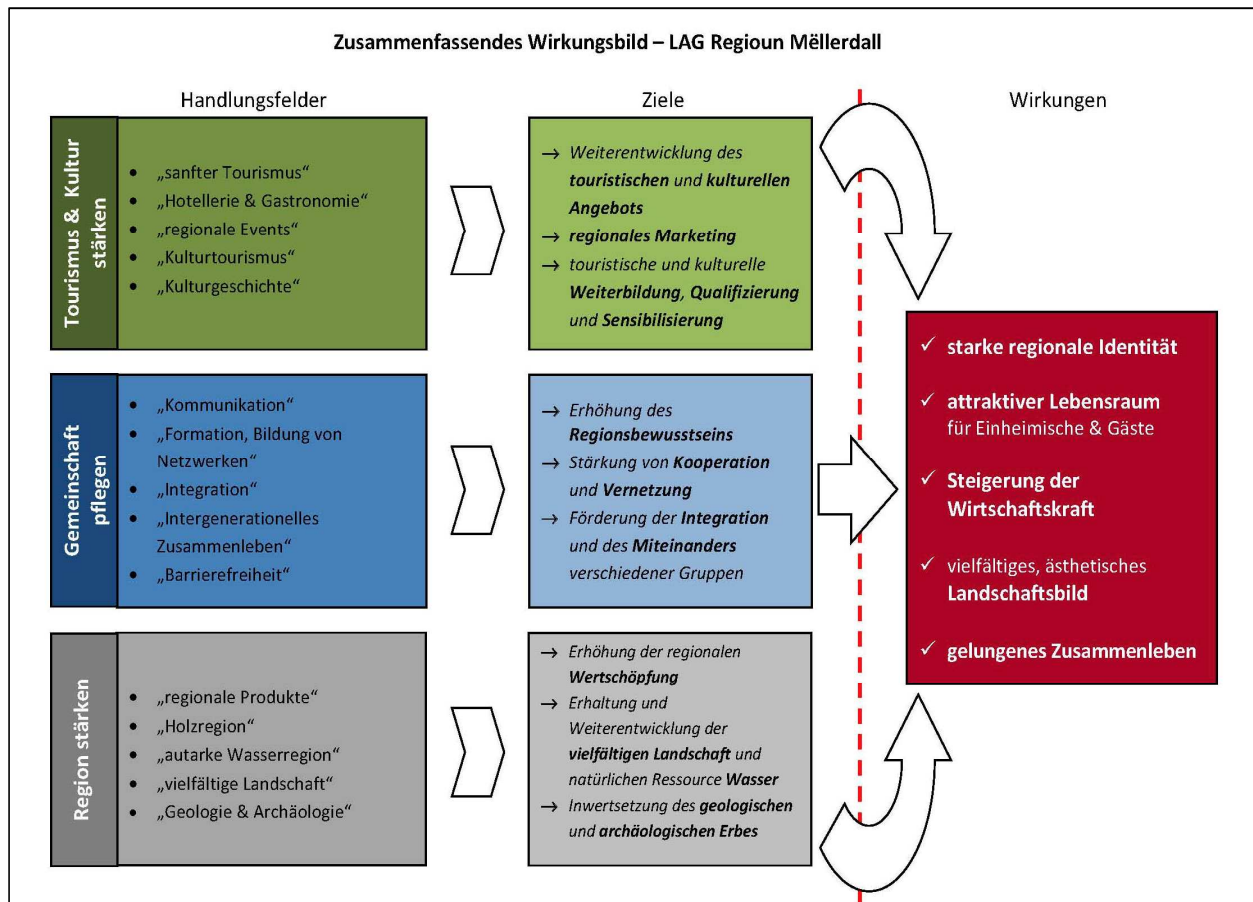 Zusammenfassendes Wirkungsbild – LAG Regioun Mëllerdall
Handlungsfelder
Ziele
Wirkungen
Tourismus & Kultur
stärken
• „sanfter Tourismus“
• „Hotellerie & Gastronomie“
• „regionale Events“
• „Kulturtourismus“
• „Kulturgeschichte“
→ Weiterentwicklung des
touristischen und kulturellen
Angebots
→ regionales Marketing
→ touristische und kulturelle
Weiterbildung, Qualifizierung
und Sensibilisierung
Gemeinschaft
pflegen
• „Kommunikation“
• „Formation, Bildung von
Netzwerken“
• „Integration“
• „Intergenerationelles
Zusammenleben“
• „Barrierefreiheit“
→ Erhöhung des
Regionsbewusstseins
→ Stärkung von Kooperation
und Vernetzung
→ Förderung der Integration
und des Miteinanders
verschiedener Gruppen
Region stärken
• „regionale Produkte“
• „Holzregion“
• „autarke Wasserregion“
• „vielfältige Landschaft“
• „Geologie & Archäologie“
→ Erhöhung der regionalen
Wertschöpfung
→ Erhaltung und
Weiterentwicklung der
vielfältigen Landschaft und
natürlichen Ressource Wasser
→ Inwertsetzung des geologischen
und archäologischen Erbes
✓ starke regionale Identität
✓ attraktiver Lebensraum
für Einheimische & Gäste
✓ Steigerung der
Wirtschaftskraft
✓ vielfältiges, ästhetisches
Landschaftsbild
✓ gelungenes Zusammenleben